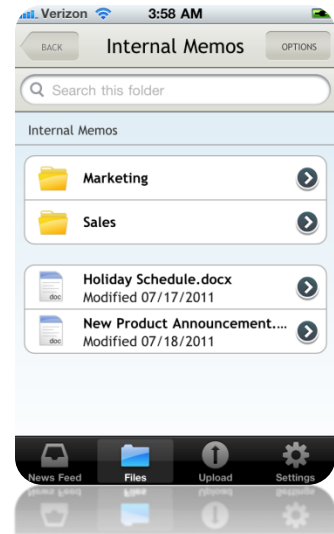 Verizon 3:58 AM
BACK Internal Memos OPTIONS
Search this folder
Internal Memos
Marketing
Sales
Holiday Schedule.docx
doc Modified 07/17/2011
New Product Announcement....
doc Modified 07/18/2011
News Feed Files Upload Settings